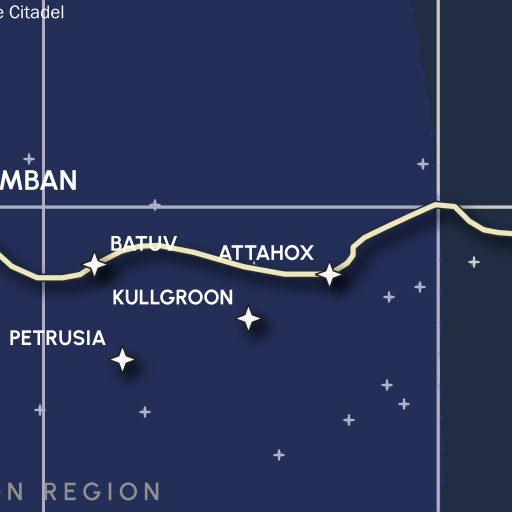 e Citadel
MBAN
BATUV
ATTAHOX
KULLGROON
PETRUSIA
N REGION